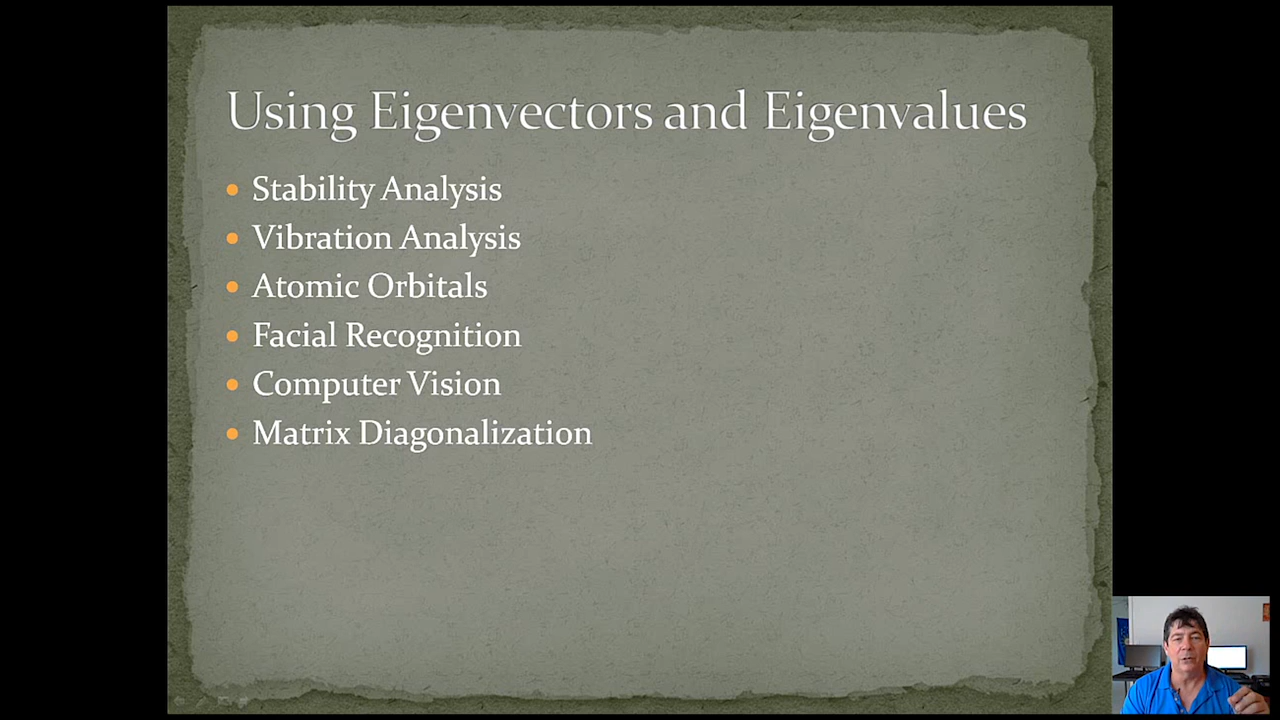 Using Eigenvectors and Eigenvalues
Stability Analysis
Vibration Analysis
Atomic Orbitals
Facial Recognition
Computer Vision
Matrix Diagonalization